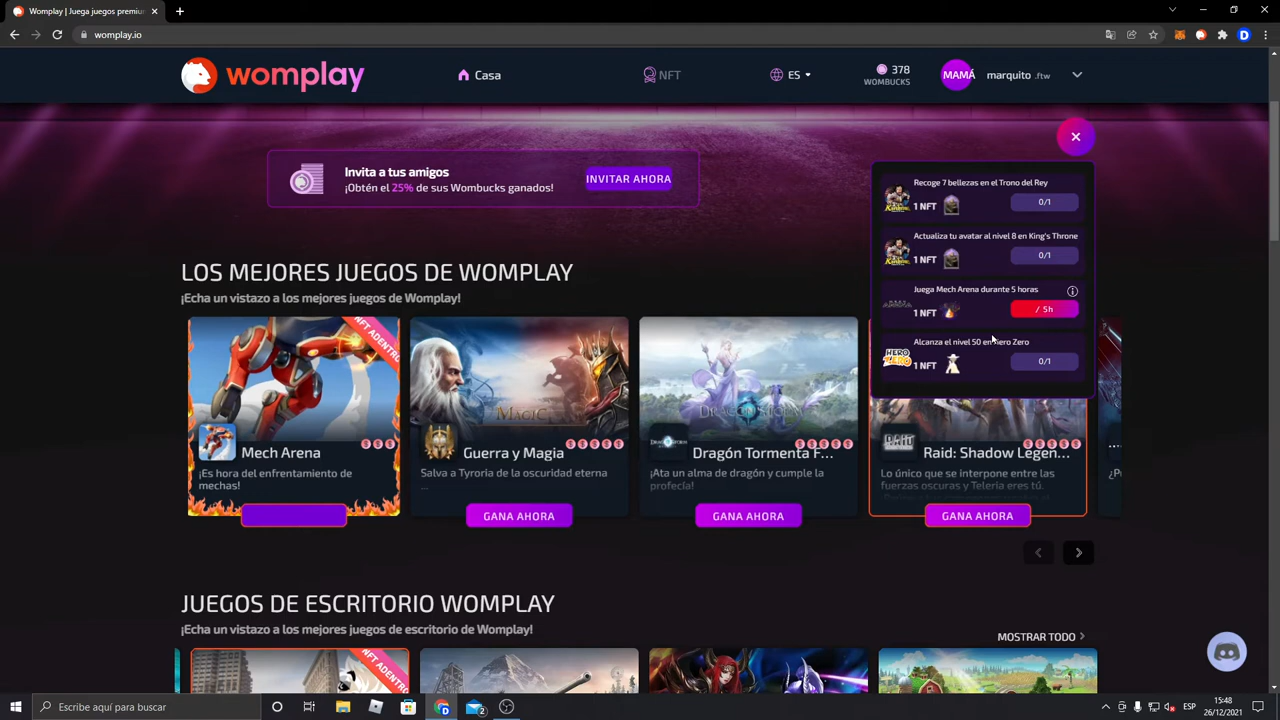 Womplay | Juega juegos premiu
womplay.io
womplay
Casa
NFT
ES
378
WOMBUCKS
MAMÁ
marquito .ftw
Invita a tus amigos
¡Obtén el 25% de sus Wombucks ganados!
INVITAR AHORA
Recoge 7 bellezas en el Trono del Rey
1 NFT
0/1
Actualiza tu avatar al nivel 8 en King's Throne
1 NFT
0/1
Juega Mech Arena durante 5 horas
1 NFT
/ 5h
Alcanza el nivel 50 en Hero Zero
HERO ZERO
1 NFT
0/1
LOS MEJORES JUEGOS DE WOMPLAY
¡Echa un vistazo a los mejores juegos de Womplay!
NFT ADENTRO
Mech Arena
¡Es hora del enfrentamiento de
mechas!
MAGIC
Guerra y Magia
Salva a Tyroria de la oscuridad eterna
...
DRAGON STORM
Dragón Tormenta F...
¡Ata un alma de dragón y cumple la
profecía!
RAID
Raid: Shadow Legen...
Lo único que se interpone entre las
fuerzas oscuras y Teleria eres tú.
GANA AHORA
GANA AHORA
GANA AHORA
JUEGOS DE ESCRITORIO WOMPLAY
¡Echa un vistazo a los mejores juegos de escritorio de Womplay!
MOSTRAR TODO
NFT ADENTRO
Escribe aquí para buscar
2
ESP
15:48
26/12/2021